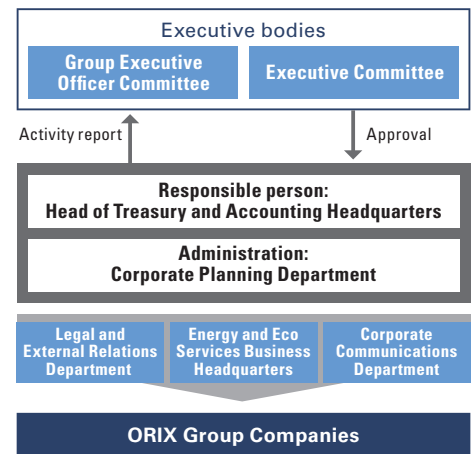 Executive bodies
Group Executive
Officer Committee
Executive Committee
Activity report
Approval
Responsible person:
Head of Treasury and Accounting Headquarters
Administration:
Corporate Planning Department
Legal and
External Relations
Department
Energy and Eco
Services Business
Headquarters
Corporate
Communications
Department
ORIX Group Companies